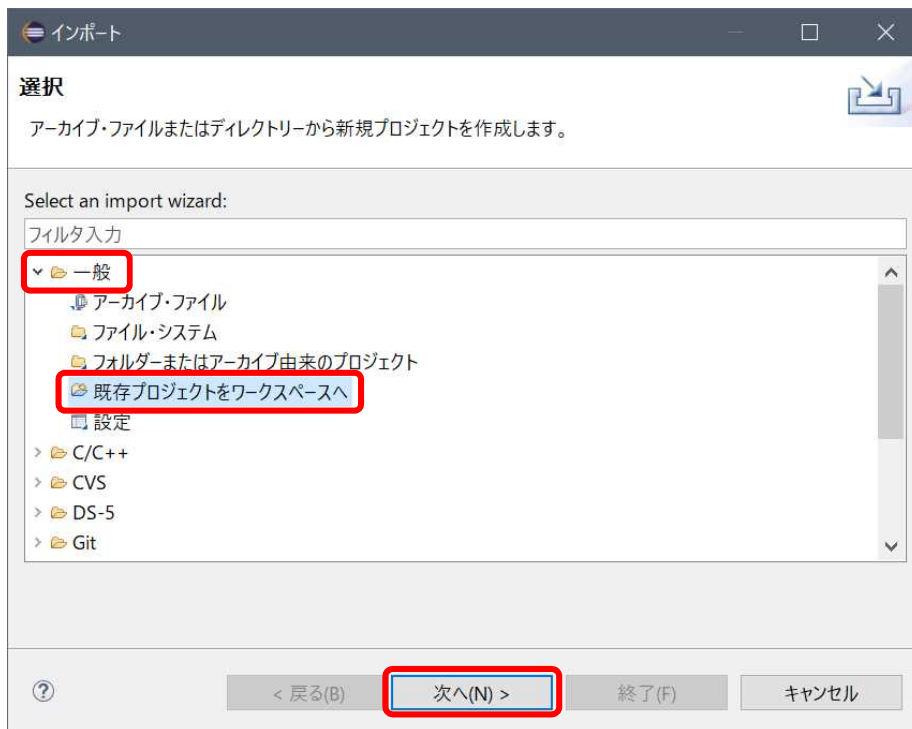 インポート
選択
アーカイブ・ファイルまたはディレクトリーから新規プロジェクトを作成します。
Select an import wizard:
フィルタ入力
一般
アーカイブ・ファイル
ファイル・システム
フォルダーまたはアーカイブ由来のプロジェクト
既存プロジェクトをワークスペースへ
設定
C/C++
CVS
DS-5
Git
< 戻る(B) 次へ(N) > 終了(F) キャンセル